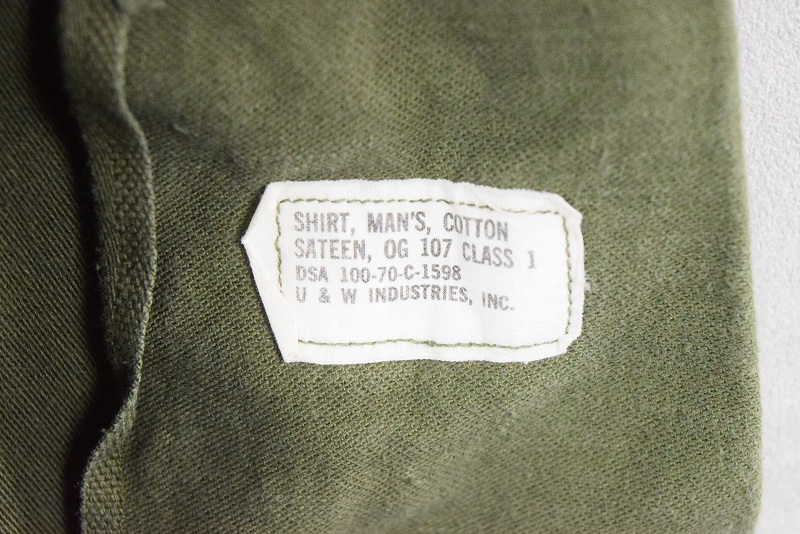 SHIRT, MAN'S, COTTON
SATEEN, OG 107 CLASS 1
DSA 100-70-C-1598
U & W INDUSTRIES, INC.